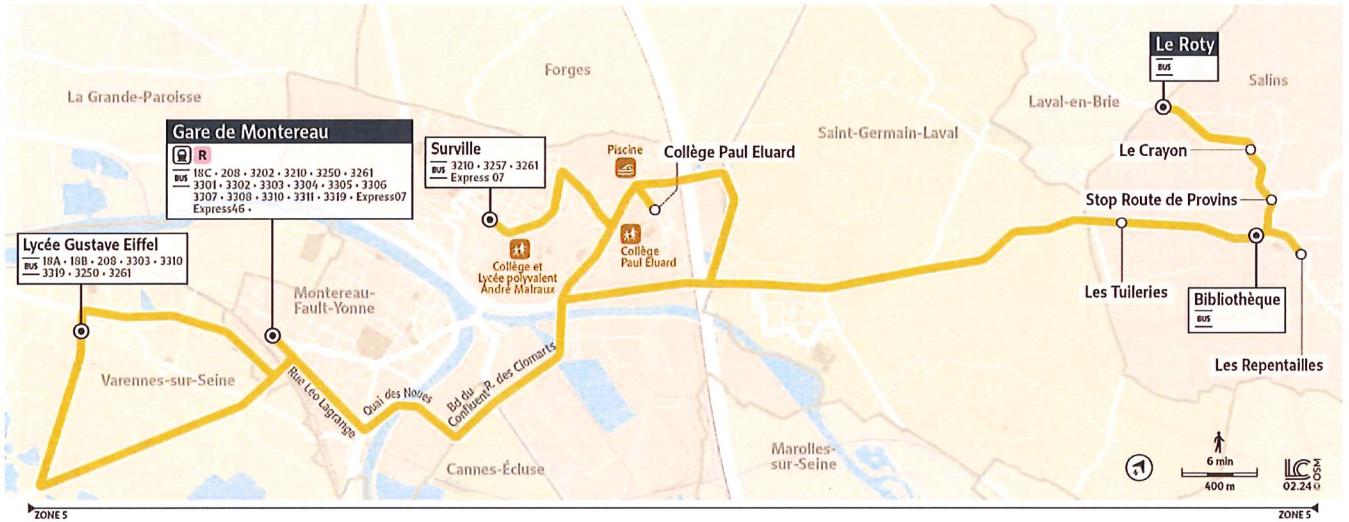 Forges
La Grande-Paroisse
Le Roty
BUS
Salins
Laval-en-Brie
Saint-Germain-Laval
Gare de Montereau
R
BUS 18C • 208 • 3202 • 3210 • 3250 • 3261
3301 • 3302 • 3303 • 3304 • 3305 • 3306
3307 • 3308 • 3310 • 3311 • 3319 • Express07
Express46 •
Surville
BUS 3210 • 3257 • 3261
Express 07
Piscine
Collège Paul Eluard
Le Crayon
Stop Route de Provins
Lycée Gustave Eiffel
BUS 18A • 18B • 208 • 3303 • 3310
3319 • 3250 • 3261
Collège et
Lycée polyvalent
André Malraux
Collège
Paul Eluard
Montereau-
Fault-Yonne
Les Tuileries
Bibliothèque
BUS
Les Repentailles
Varennes-sur-Seine
Rue Léo Lagrange
Quai des Noues
Bd du
Confluent
R. des Clomarts
Cannes-Écluse
Marolles-
sur-Seine
6 min
400 m
LC
02.24
© OSM
ZONE 5
ZONE 5